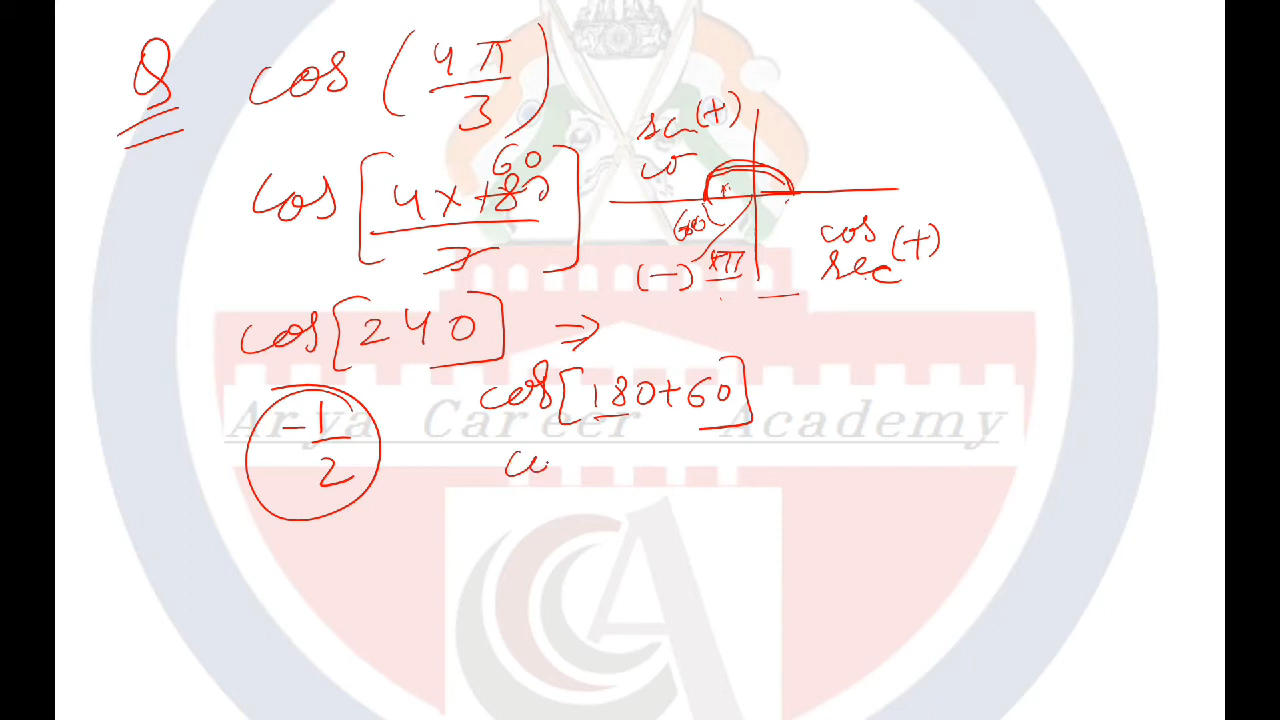 Q cos (4π/3)
cos [4×180/3] 60
sin (+)
co
60
(-) π
cos (+)
sec
cos [240] ⇒
cos [180+60]
-1/2
Arya Career Academy
CA